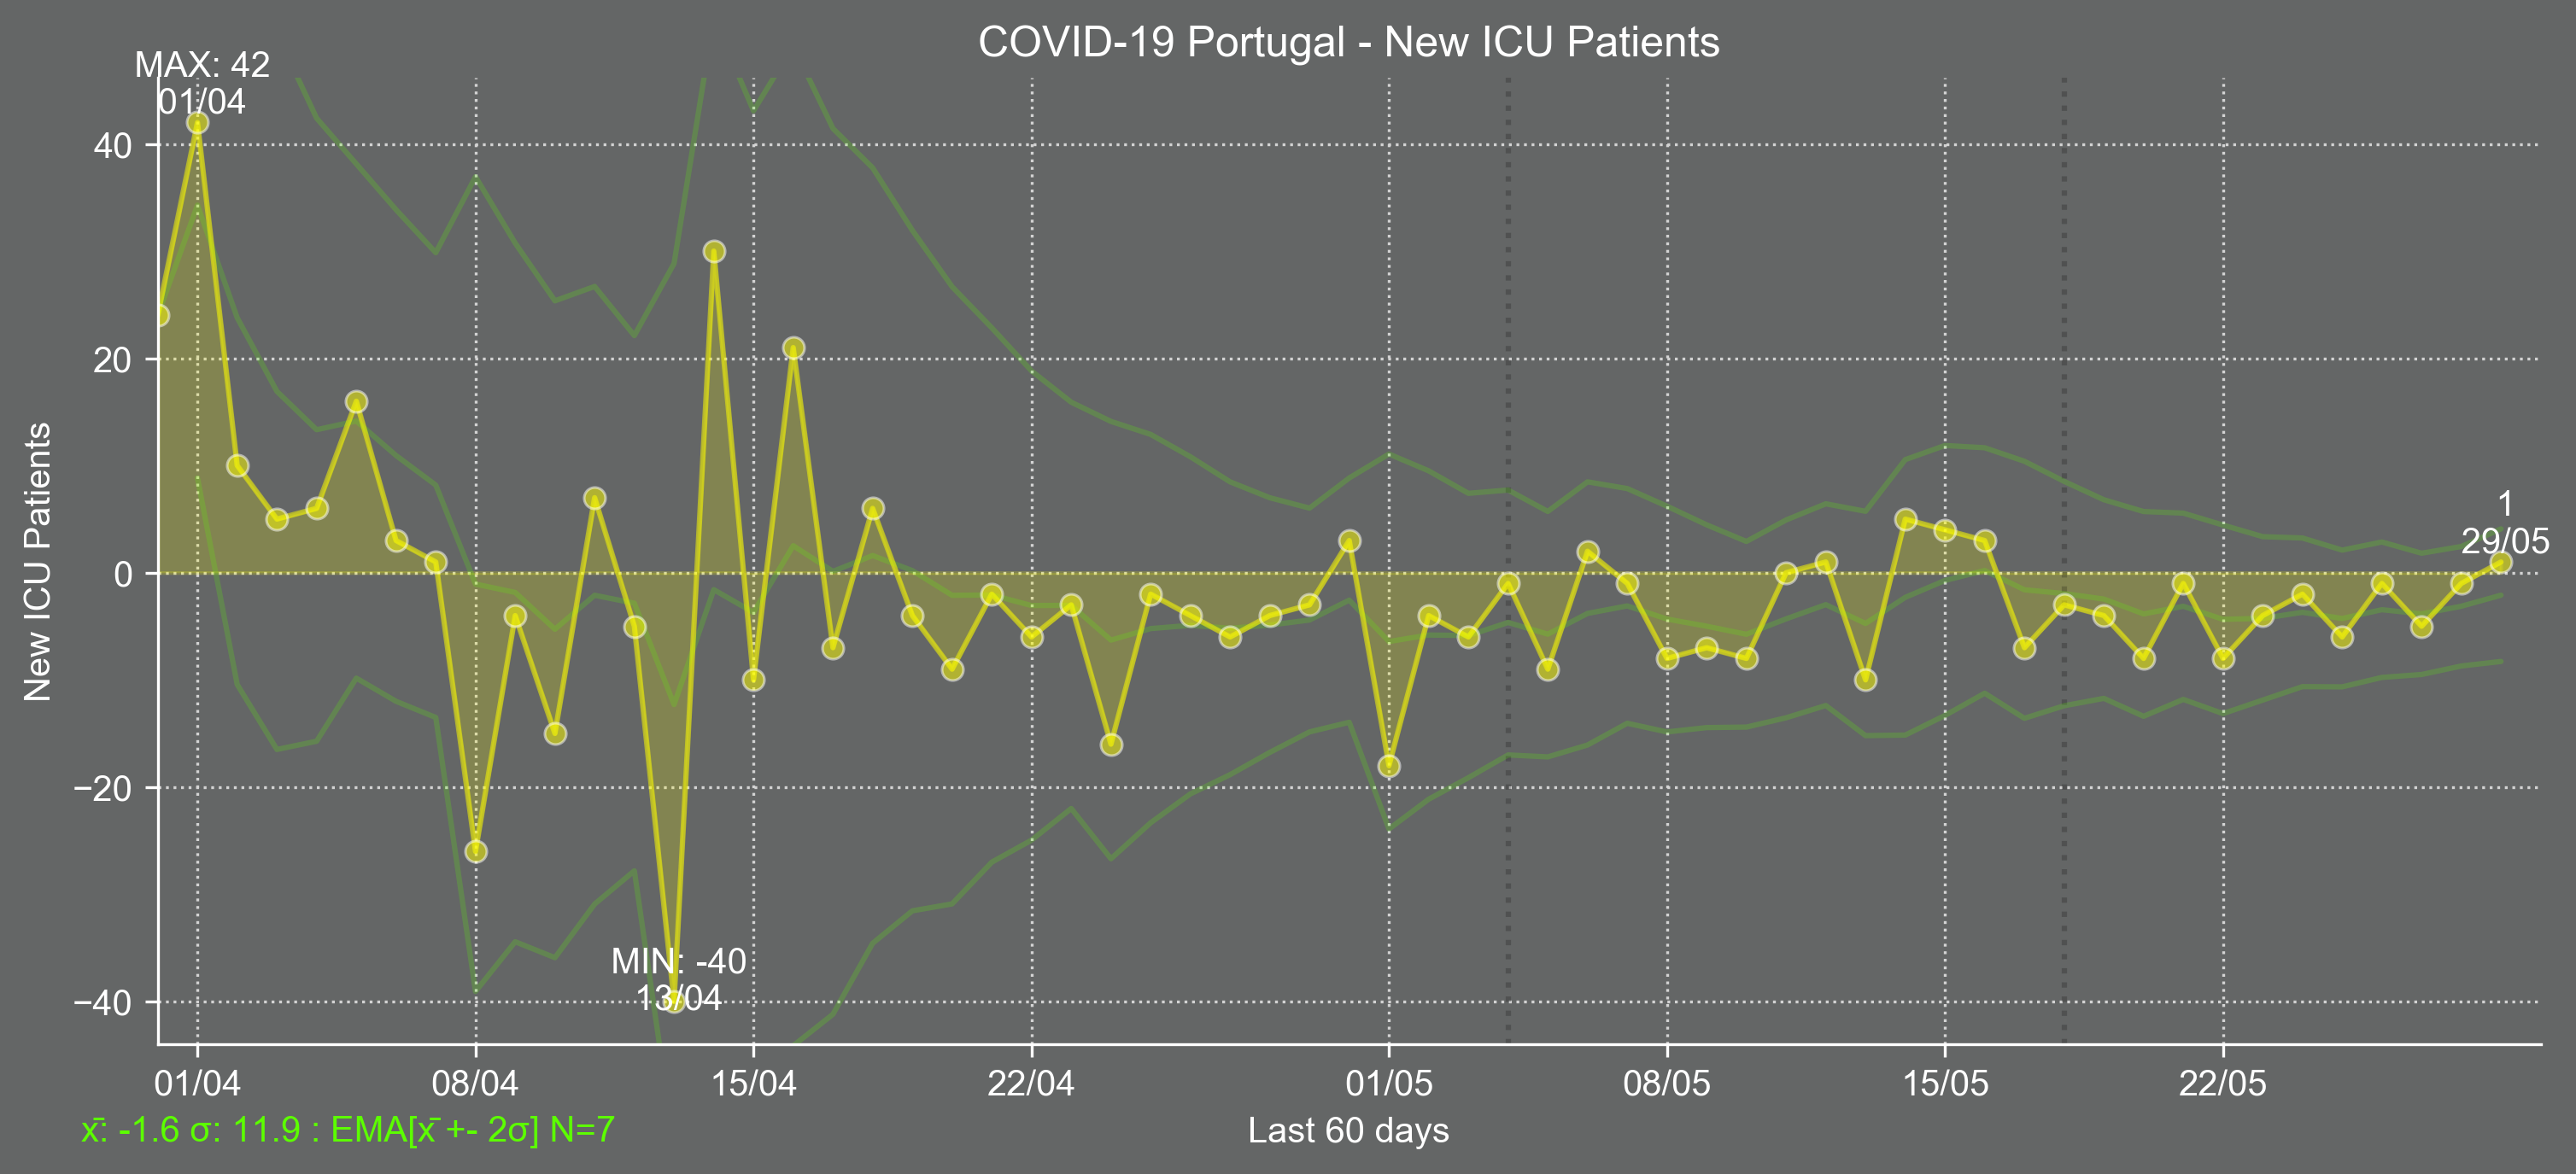 COVID-19 Portugal - New ICU Patients
MAX: 42
01/04
40
20
0
−20
−40
New ICU Patients
1
29/05
MIN: -40
13/04
01/04
08/04
15/04
22/04
01/05
08/05
15/05
22/05
x̄: -1.6 σ: 11.9 : EMA[x̄ +- 2σ] N=7
Last 60 days